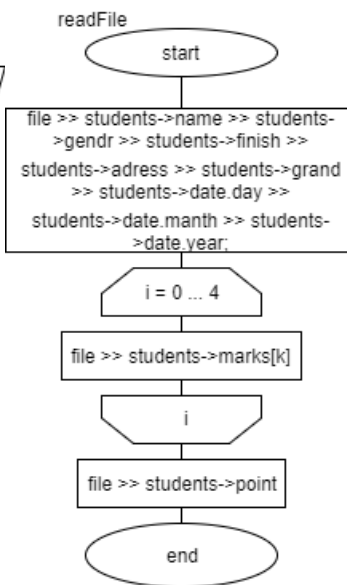 readFile
start
file >> students->name >> students-
>gendr >> students->finish >>
students->adress >> students->grand
>> students->date.day >>
students->date.manth >> students-
>date.year;
i = 0 ... 4
file >> students->marks[k]
i
file >> students->point
end